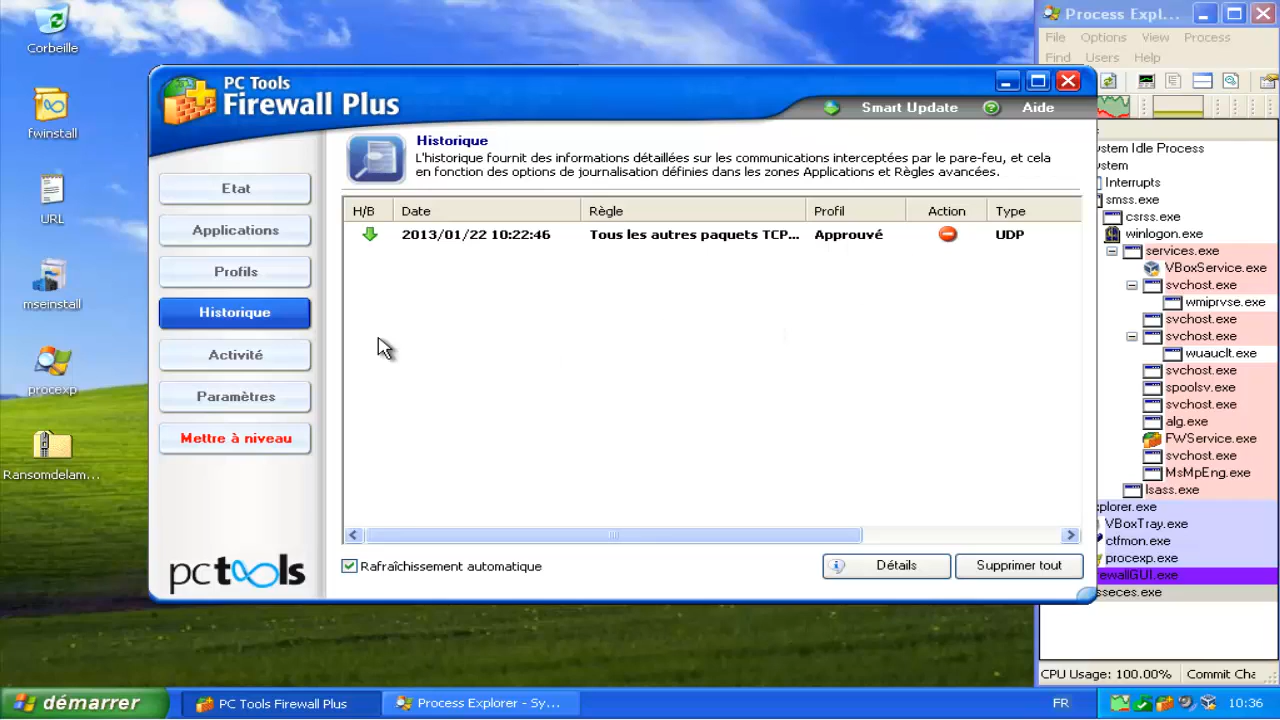 Corbeille
fwinstall
URL
mseinstall
procexp
Ransomdelam...
PC Tools
Firewall Plus
Smart Update
Aide
Historique
L'historique fournit des informations détaillées sur les communications interceptées par le pare-feu, et cela
en fonction des options de journalisation définies dans les zones Applications et Règles avancées.
Etat
Applications
Profils
Historique
Activité
Paramètres
Mettre à niveau
H/B Date Règle Profil Action Type
2013/01/22 10:22:46 Tous les autres paquets TCP... Approuvé UDP
pctools
Rafraîchissement automatique
Détails
Supprimer tout
Process Expl...
File Options View Process
Find Users Help
ystem Idle Process
ystem
Interrupts
smss.exe
csrss.exe
winlogon.exe
services.exe
VBoxService.exe
svchost.exe
wmiprvse.exe
svchost.exe
svchost.exe
wuauclt.exe
svchost.exe
spoolsv.exe
svchost.exe
alg.exe
FWService.exe
svchost.exe
MsMpEng.exe
lsass.exe
xplorer.exe
VBoxTray.exe
ctfmon.exe
procexp.exe
ewallGUI.exe
sseces.exe
CPU Usage: 100.00% Commit Cha
démarrer
PC Tools Firewall Plus
Process Explorer - Sy...
FR
10:36